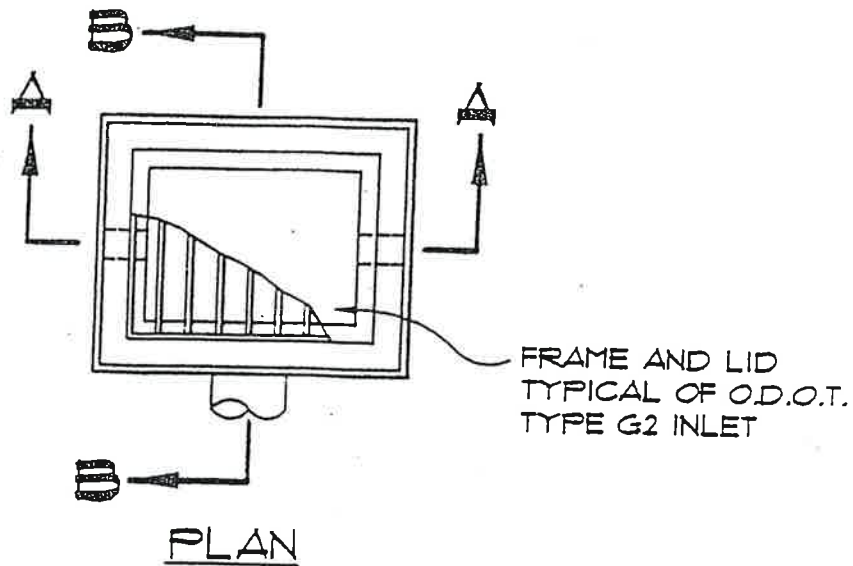 B
A
A
FRAME AND LID
TYPICAL OF O.D.O.T.
TYPE G2 INLET
B
PLAN